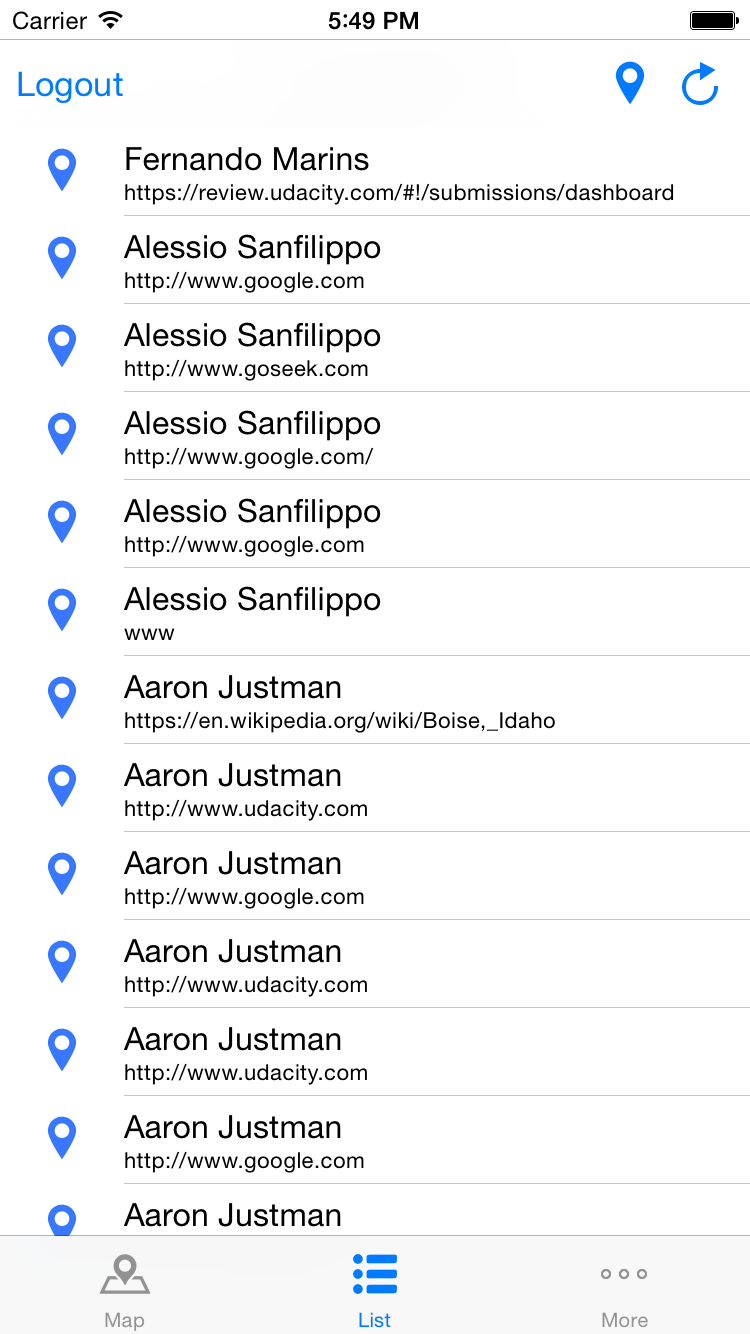 Carrier 5:49 PM
Logout
Fernando Marins
https://review.udacity.com/#!/submissions/dashboard
Alessio Sanfilippo
http://www.google.com
Alessio Sanfilippo
http://www.goseek.com
Alessio Sanfilippo
http://www.google.com/
Alessio Sanfilippo
http://www.google.com
Alessio Sanfilippo
www
Aaron Justman
https://en.wikipedia.org/wiki/Boise,_Idaho
Aaron Justman
http://www.udacity.com
Aaron Justman
http://www.google.com
Aaron Justman
http://www.udacity.com
Aaron Justman
http://www.udacity.com
Aaron Justman
http://www.google.com
Aaron Justman
Map List More